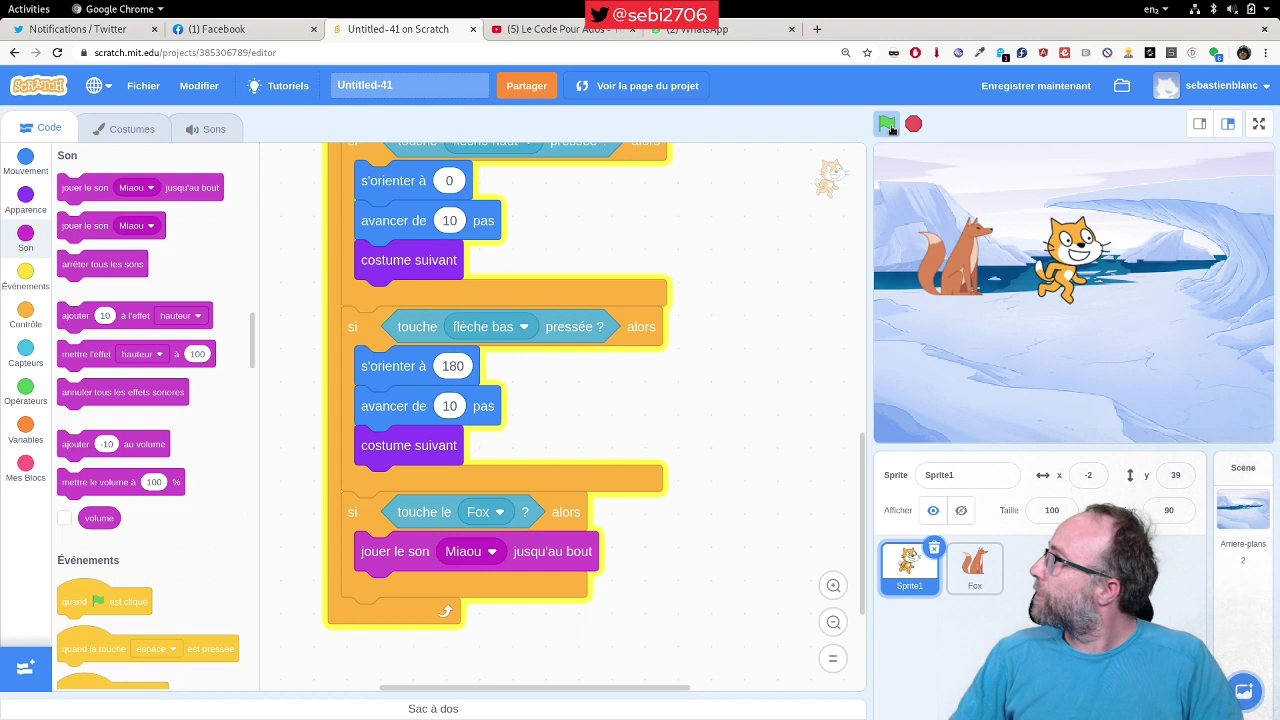 Activities
Google Chrome
@sebi2706
en2
Notifications / Twitter
(1) Facebook
Untitled-41 on Scratch
(5) Le Code Pour Ados -
(2) WhatsApp
scratch.mit.edu/projects/385306789/editor
SCRATCH
Fichier
Modifier
Tutoriels
Untitled-41
Partager
Voir la page du projet
Enregistrer maintenant
sebastienblanc
Code
Costumes
Sons
Mouvement
Apparence
Son
Événements
Contrôle
Capteurs
Opérateurs
Variables
Mes Blocs
Son
jouer le son Miaou jusqu'au bout
jouer le son Miaou
arrêter tous les sons
ajouter 10 à l'effet hauteur
mettre l'effet hauteur à 100
annuler tous les effets sonores
ajouter -10 au volume
mettre le volume à 100 %
volume
Événements
quand est cliqué
quand la touche espace est pressée
si touche flèche haut pressée ? alors
s'orienter à 0
avancer de 10 pas
costume suivant
si touche flèche bas pressée ? alors
s'orienter à 180
avancer de 10 pas
costume suivant
si touche le Fox ? alors
jouer le son Miaou jusqu'au bout
Sac à dos
Sprite Sprite1 x -2 y 39
Afficher Taille 100 90
Sprite1
Fox
Scène
Arrière-plans
2